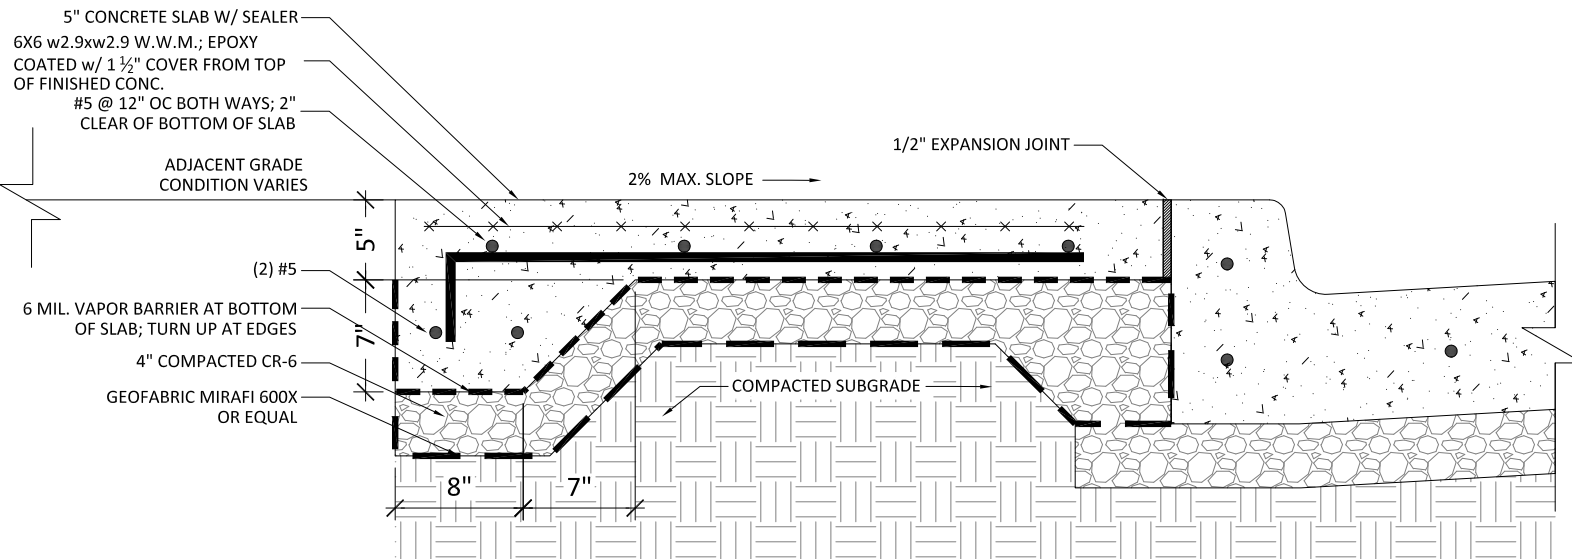 5" CONCRETE SLAB W/ SEALER
6X6 w2.9xw2.9 W.W.M.; EPOXY
COATED w/ 1 ½" COVER FROM TOP
OF FINISHED CONC.
#5 @ 12" OC BOTH WAYS; 2"
CLEAR OF BOTTOM OF SLAB
1/2" EXPANSION JOINT
ADJACENT GRADE
CONDITION VARIES
2% MAX. SLOPE
5"
(2) #5
6 MIL. VAPOR BARRIER AT BOTTOM
OF SLAB; TURN UP AT EDGES
7"
4" COMPACTED CR-6
COMPACTED SUBGRADE
GEOFABRIC MIRAFI 600X
OR EQUAL
8"
7"